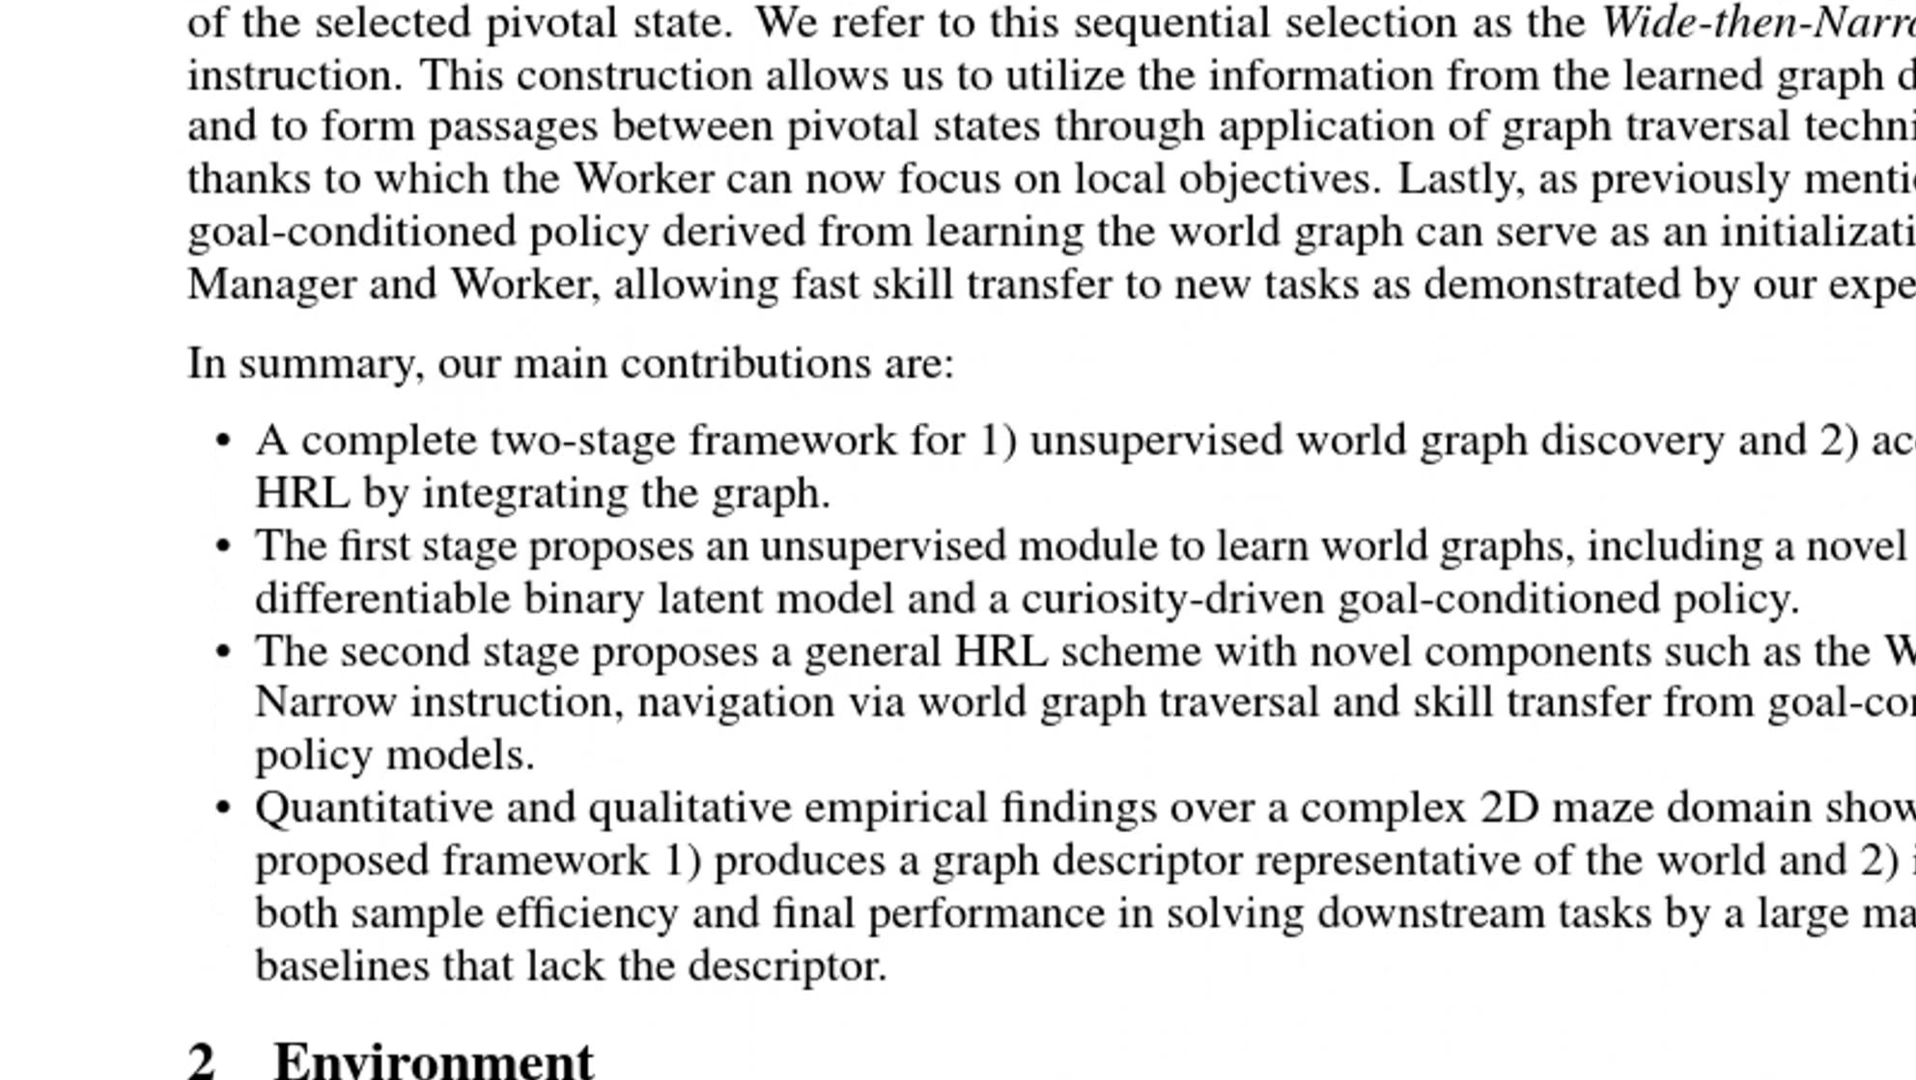 of the selected pivotal state. We refer to this sequential selection as the Wide-then-Narro
instruction. This construction allows us to utilize the information from the learned graph d
and to form passages between pivotal states through application of graph traversal techni
thanks to which the Worker can now focus on local objectives. Lastly, as previously menti
goal-conditioned policy derived from learning the world graph can serve as an initializati
Manager and Worker, allowing fast skill transfer to new tasks as demonstrated by our expe
In summary, our main contributions are:
• A complete two-stage framework for 1) unsupervised world graph discovery and 2) ac
HRL by integrating the graph.
• The first stage proposes an unsupervised module to learn world graphs, including a novel
differentiable binary latent model and a curiosity-driven goal-conditioned policy.
• The second stage proposes a general HRL scheme with novel components such as the W
Narrow instruction, navigation via world graph traversal and skill transfer from goal-con
policy models.
• Quantitative and qualitative empirical findings over a complex 2D maze domain show
proposed framework 1) produces a graph descriptor representative of the world and 2)
both sample efficiency and final performance in solving downstream tasks by a large ma
baselines that lack the descriptor.
2 Environment